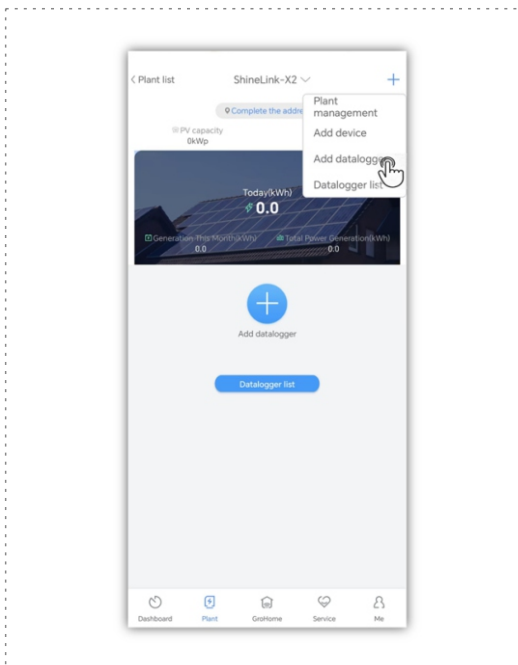 Plant list
ShineLink-X2
Complete the addre
Plant
management
Add device
Add datalogger
Datalogger list
PV capacity
0kWp
Today(kWh)
0.0
Generation This Month(kWh)
0.0
Total Power Generation(kWh)
0.0
Add datalogger
Datalogger list
Dashboard
Plant
GroHome
Service
Me